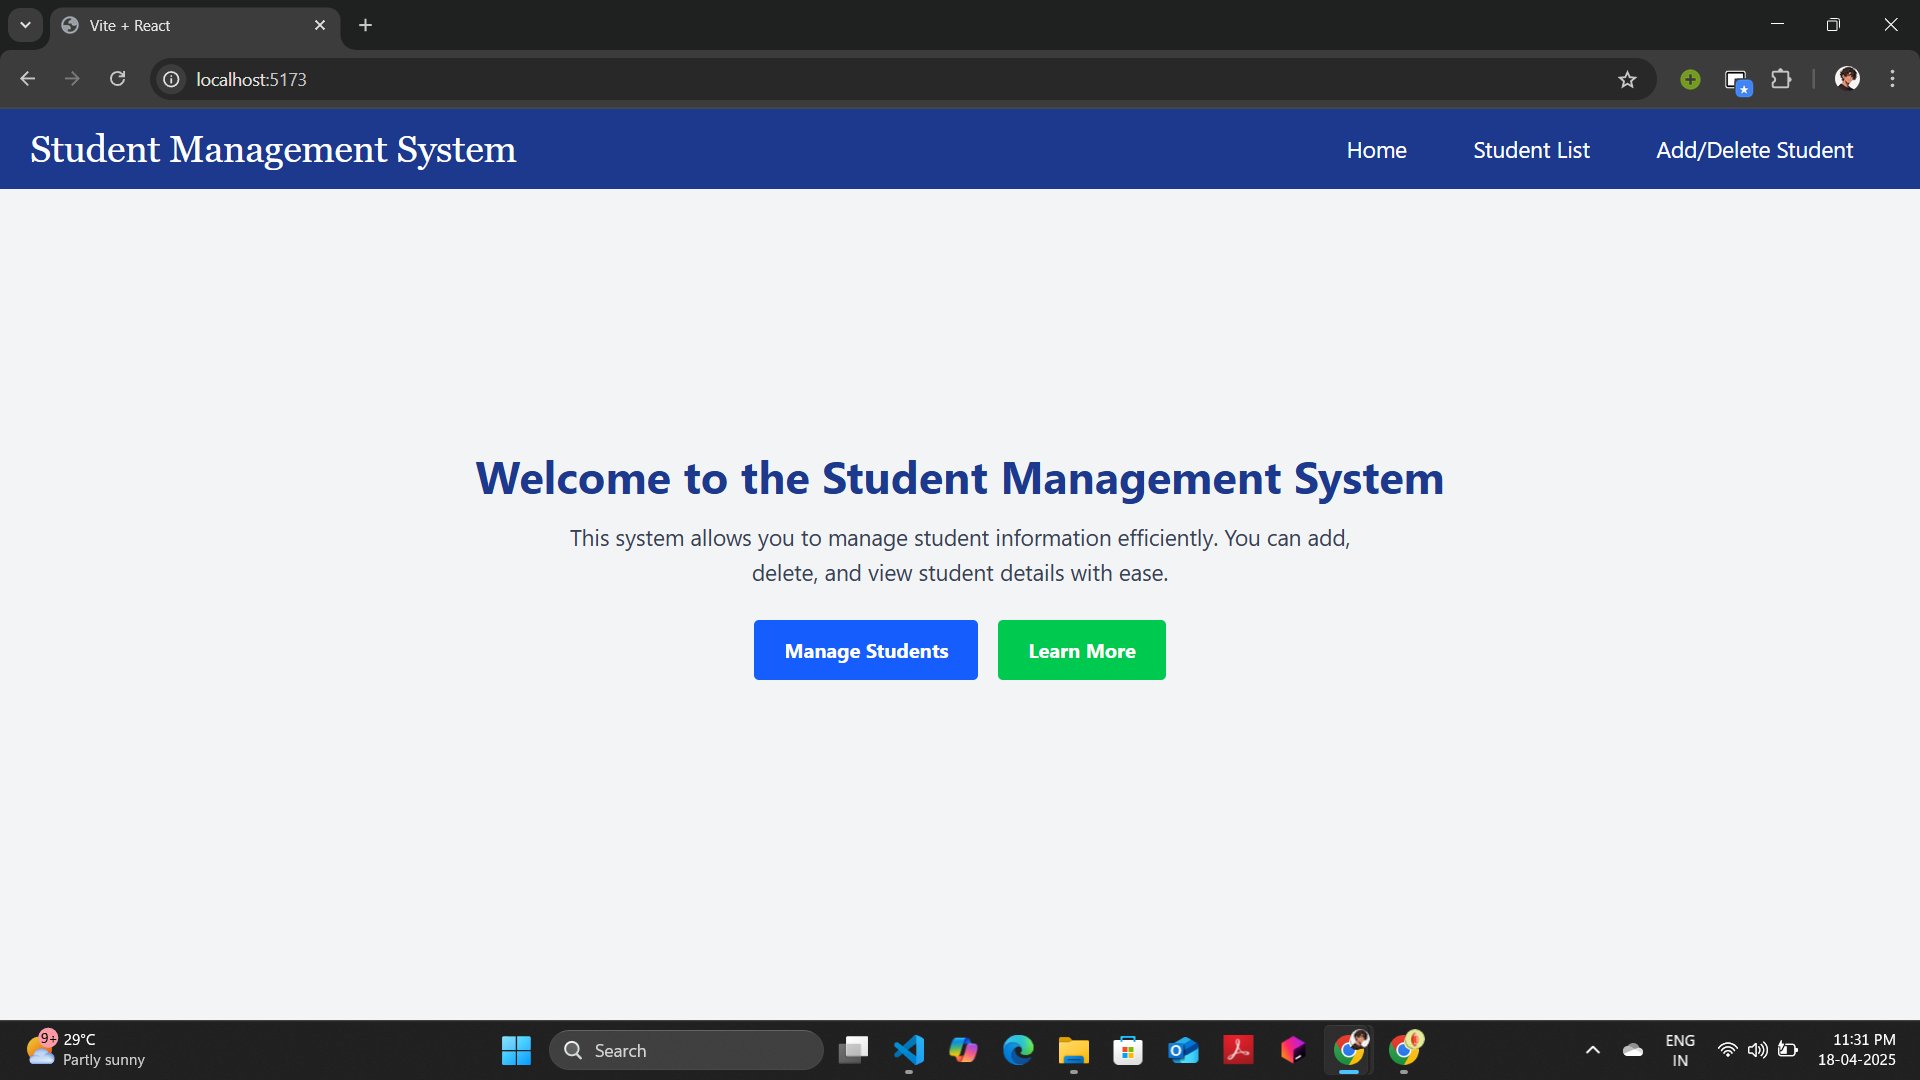 Vite + React
localhost:5173
Student Management System
Home
Student List
Add/Delete Student
Welcome to the Student Management System
This system allows you to manage student information efficiently. You can add,
delete, and view student details with ease.
Manage Students
Learn More
9+
29°C
Partly sunny
Search
ENG
IN
11:31 PM
18-04-2025